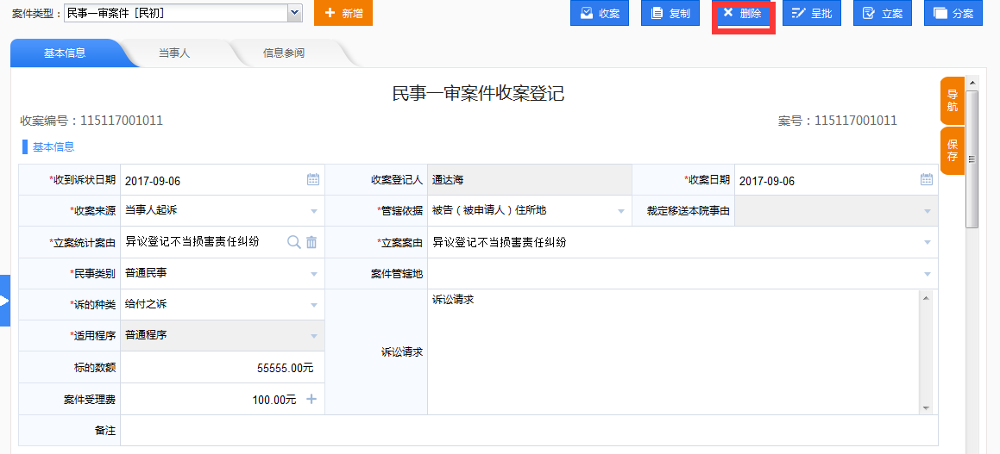 案件类型： 民事一审案件 [民初] 新增 收案 复制 删除 呈批 立案 分案
基本信息 当事人 信息参阅
民事一审案件收案登记
导航
收案编号：115117001011 案号：115117001011
保存
基本信息
*收到诉状日期 2017-09-06 收案登记人 通达海 *收案日期 2017-09-06
*收案来源 当事人起诉 *管辖依据 被告（被申请人）住所地 裁定移送本院事由
*立案统计案由 异议登记不当损害责任纠纷 *立案案由 异议登记不当损害责任纠纷
*民事类别 普通民事 案件管辖地
*诉的种类 给付之诉 诉讼请求 诉讼请求
*适用程序 普通程序
标的数额 55555.00元
案件受理费 100.00元
备注